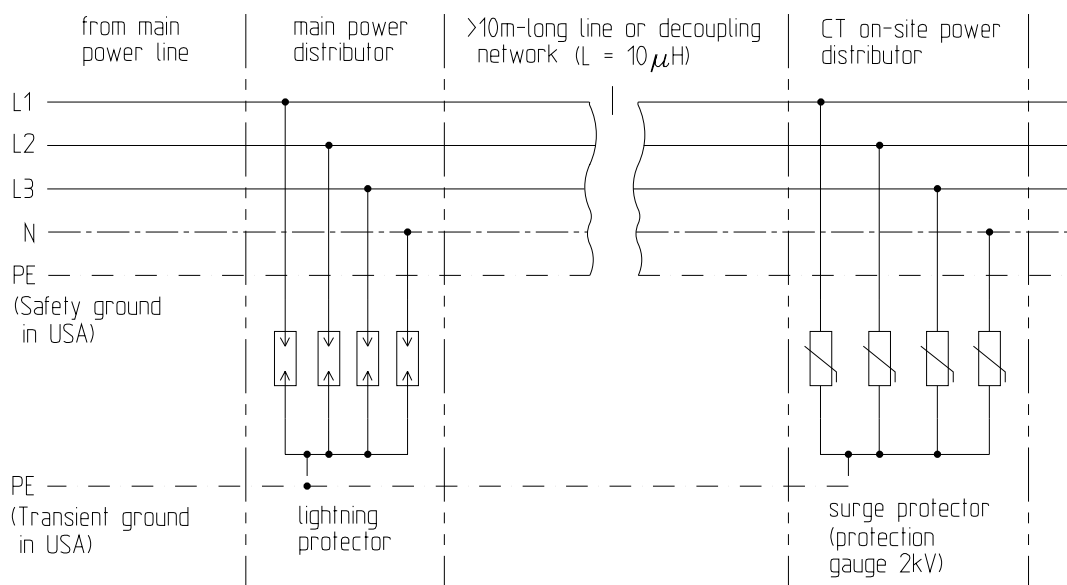 from main
power line
main power
distributor
>10m-long line or decoupling
network (L = 10μH)
CT on-site power
distributor
L1
L2
L3
N
PE
(Safety ground
in USA)
PE
(Transient ground
in USA)
lightning
protector
surge protector
(protection
gauge 2kV)